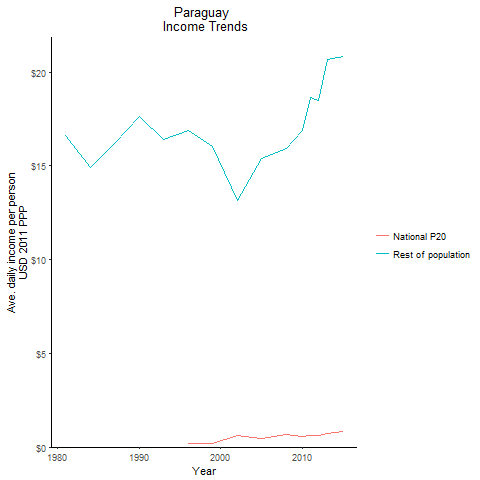 Paraguay
Income Trends
Ave. daily income per person
USD 2011 PPP
$20
$15
$10
$5
$0
1980
1990
2000
2010
Year
National P20
Rest of population